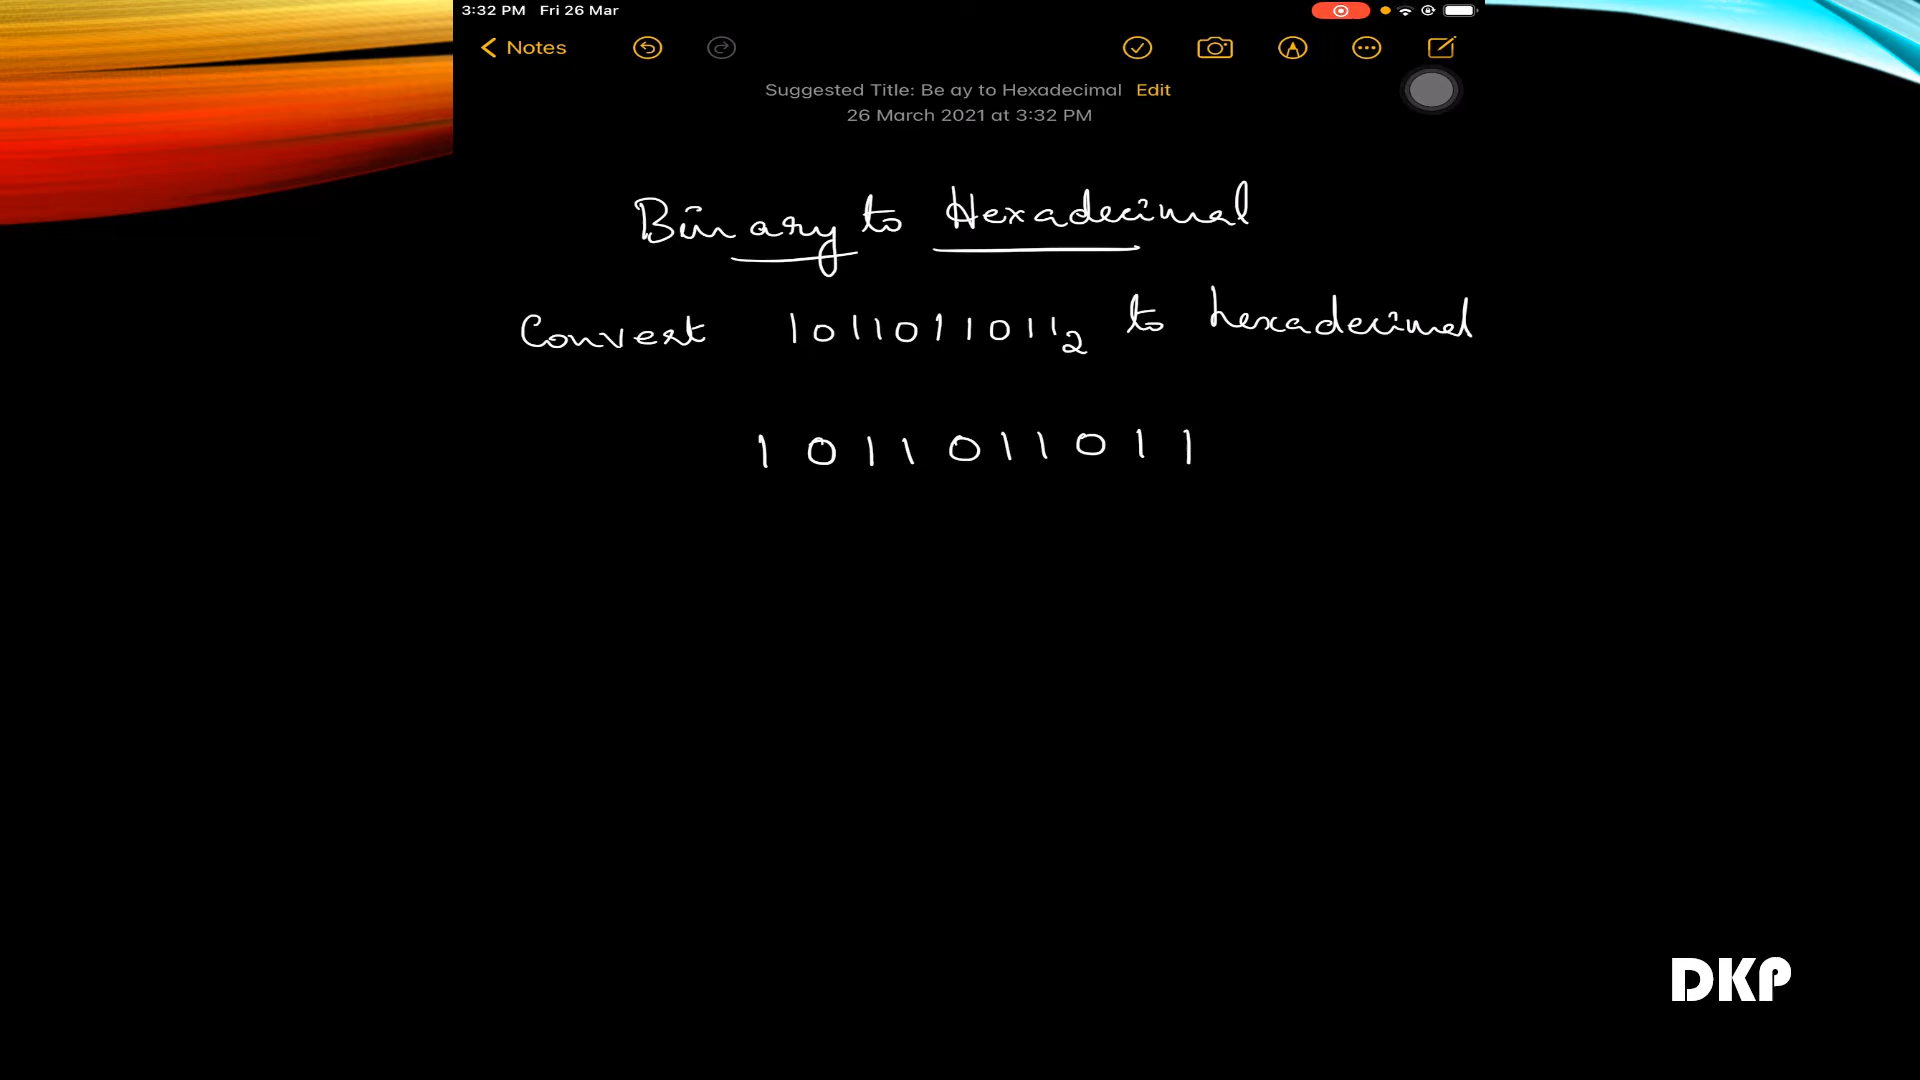 3:32 PM Fri 26 Mar
Notes
Suggested Title: Be ay to Hexadecimal Edit
26 March 2021 at 3:32 PM
Binary to Hexadecimal
Convert 1011011011₂ to hexadecimal
1 0 1 1 0 1 1 0 1 1
DKP